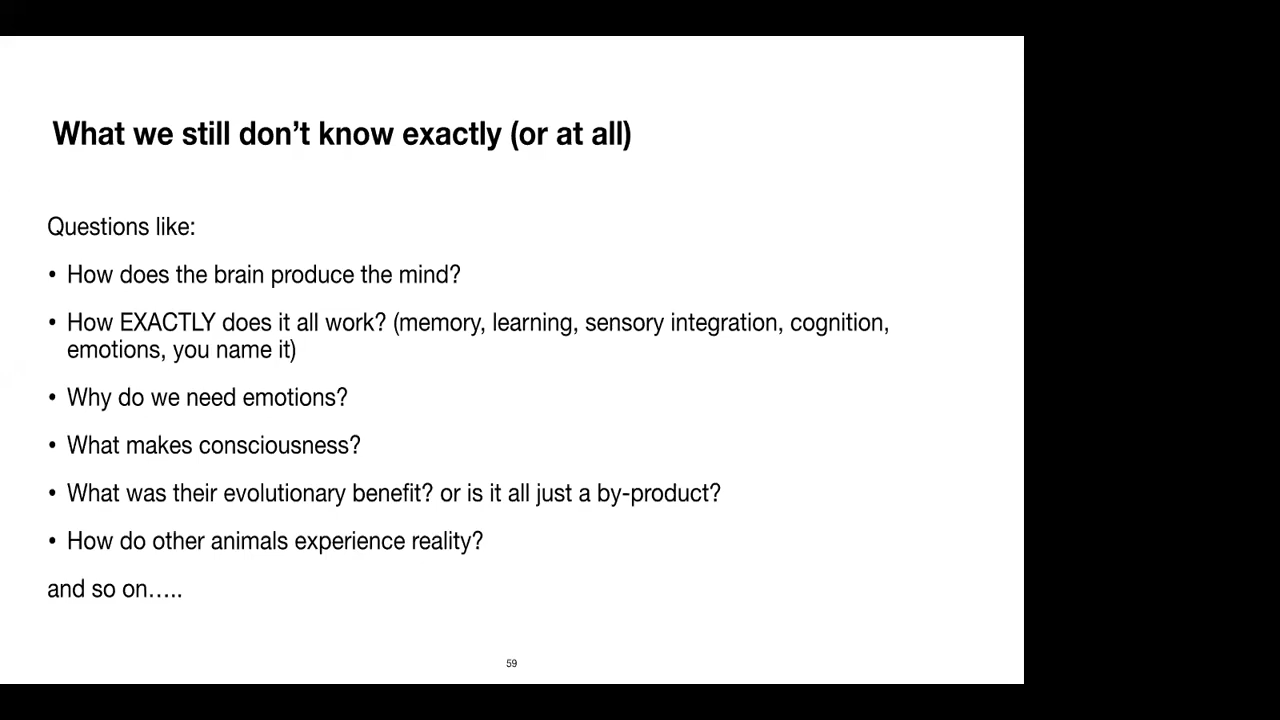 What we still don’t know exactly (or at all)
Questions like:
• How does the brain produce the mind?
• How EXACTLY does it all work? (memory, learning, sensory integration, cognition,
emotions, you name it)
• Why do we need emotions?
• What makes consciousness?
• What was their evolutionary benefit? or is it all just a by-product?
• How do other animals experience reality?
and so on…..
59